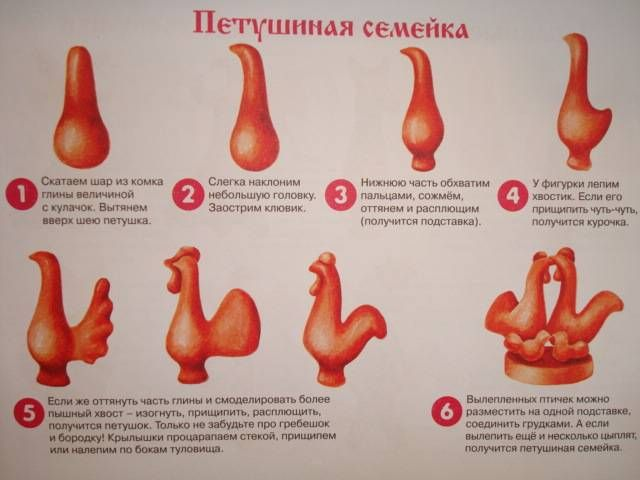 Петушиная семейка
1
Скатаем шар из комка
глины величиной
с кулачок. Вытянем
вверх шею петушка.
2
Слегка наклоним
небольшую головку.
Заострим клювик.
3
Нижнюю часть обхватим
пальцами, сожмём,
оттянем и расплющим
(получится подставка).
4
У фигурки лепим
хвостик. Если его
прищипить чуть-чуть,
получится курочка.
5
Если же оттянуть часть глины и смоделировать более
пышный хвост – изогнуть, прищипить, расплющить,
получится петушок. Только не забудьте про гребешок
и бородку! Крылышки процарапаем стекой, прищипем
или налепим по бокам туловища.
6
Вылепленных птичек можно
разместить на одной подставке,
соединить грудками. А если
вылепить ещё и несколько цыплят,
получится петушиная семейка.